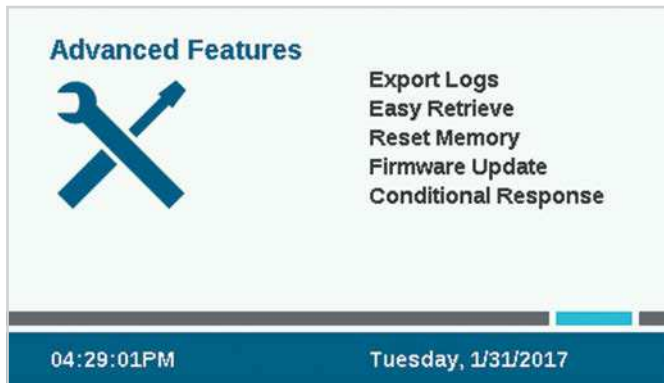 Advanced Features
Export Logs
Easy Retrieve
Reset Memory
Firmware Update
Conditional Response
04:29:01PM
Tuesday, 1/31/2017